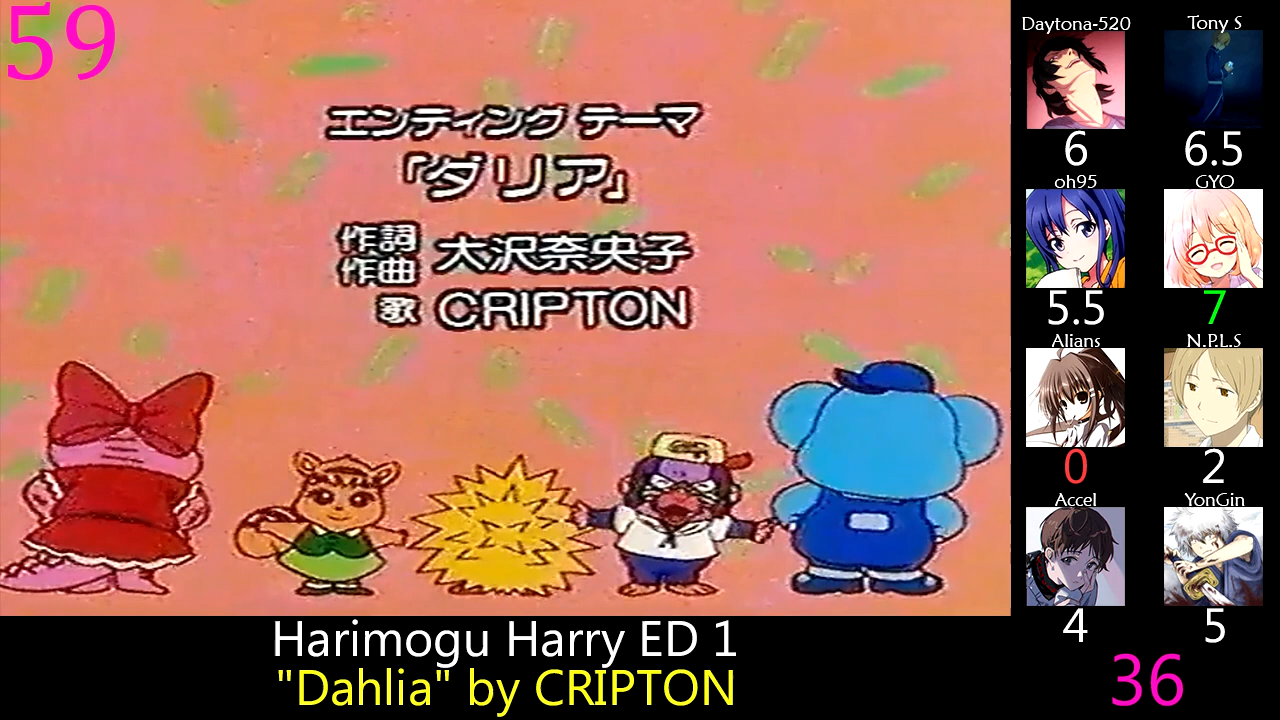 59
エンディング テーマ
「ダリア」
作詞
作曲 大沢奈央子
歌 CRIPTON
Harimogu Harry ED 1
"Dahlia" by CRIPTON
Daytona-520 Tony S
6 6.5
oh95 GYO
5.5 7
Alians N.P.L.S
0 2
Accel YonGin
4 5
36